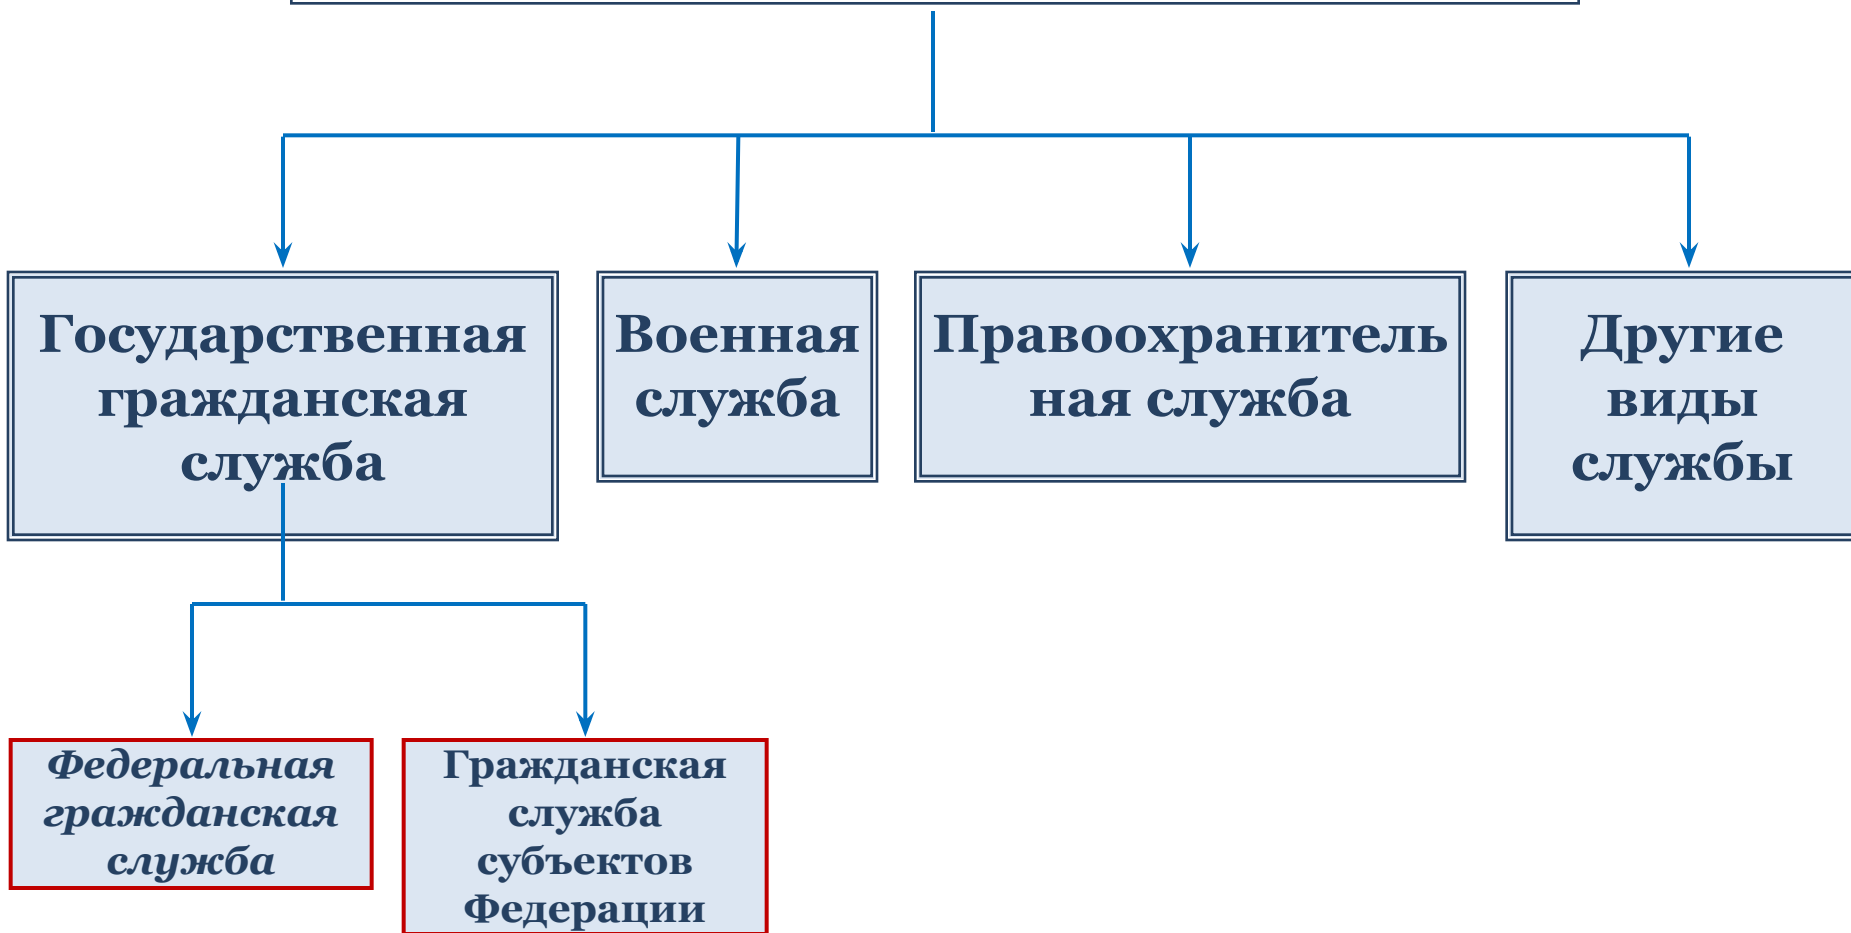 Государственная
гражданская
служба
Военная
служба
Правоохранитель
ная служба
Другие
виды
службы
Федеральная
гражданская
служба
Гражданская
служба
субъектов
Федерации